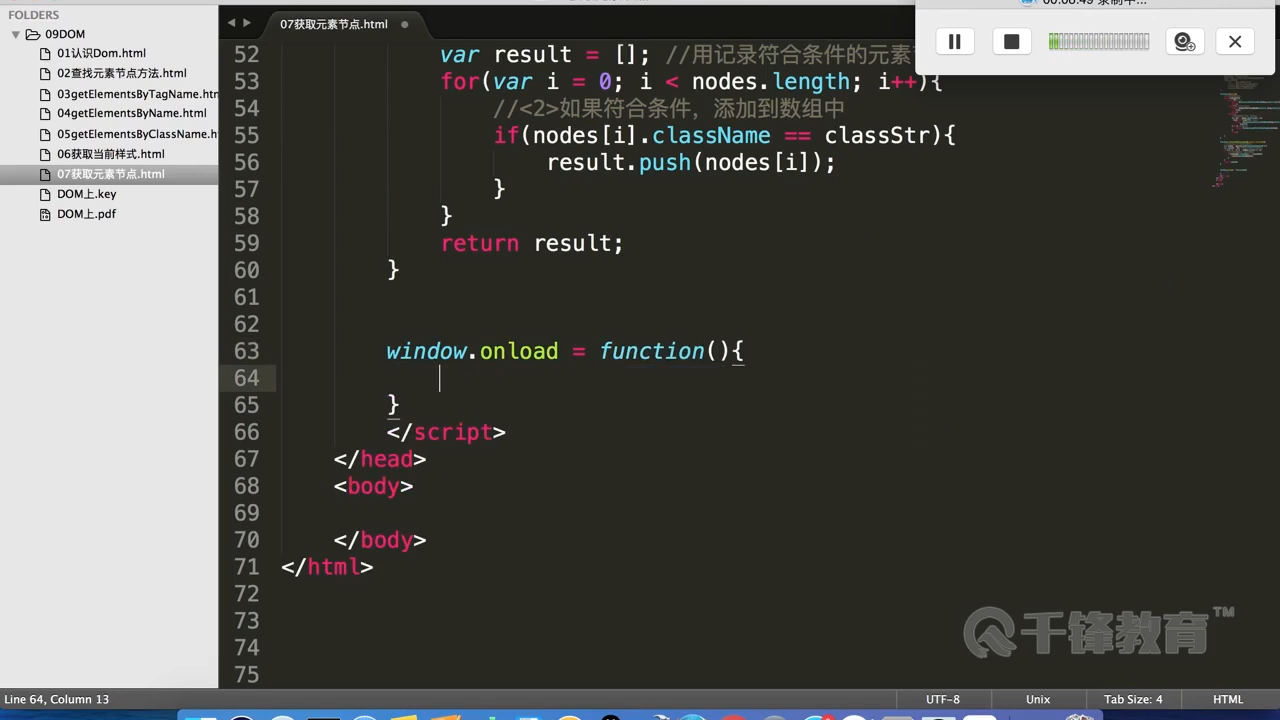 FOLDERS
09DOM
01认识Dom.html
02查找元素节点方法.html
03getElementsByTagName.htm
04getElementsByName.html
05getElementsByClassName.h
06获取当前样式.html
07获取元素节点.html
DOM上.key
DOM上.pdf
07获取元素节点.html
52 var result = []; //用记录符合条件的元素
53 for(var i = 0; i < nodes.length; i++){
54 //<2>如果符合条件，添加到数组中
55 if(nodes[i].className == classStr){
56 result.push(nodes[i]);
57 }
58 }
59 return result;
60 }
61
62
63 window.onload = function(){
64
65 }
66 </script>
67 </head>
68 <body>
69
70 </body>
71 </html>
72
73
74
75
千锋教育™
Line 64, Column 13
UTF-8
Unix
Tab Size: 4
HTML